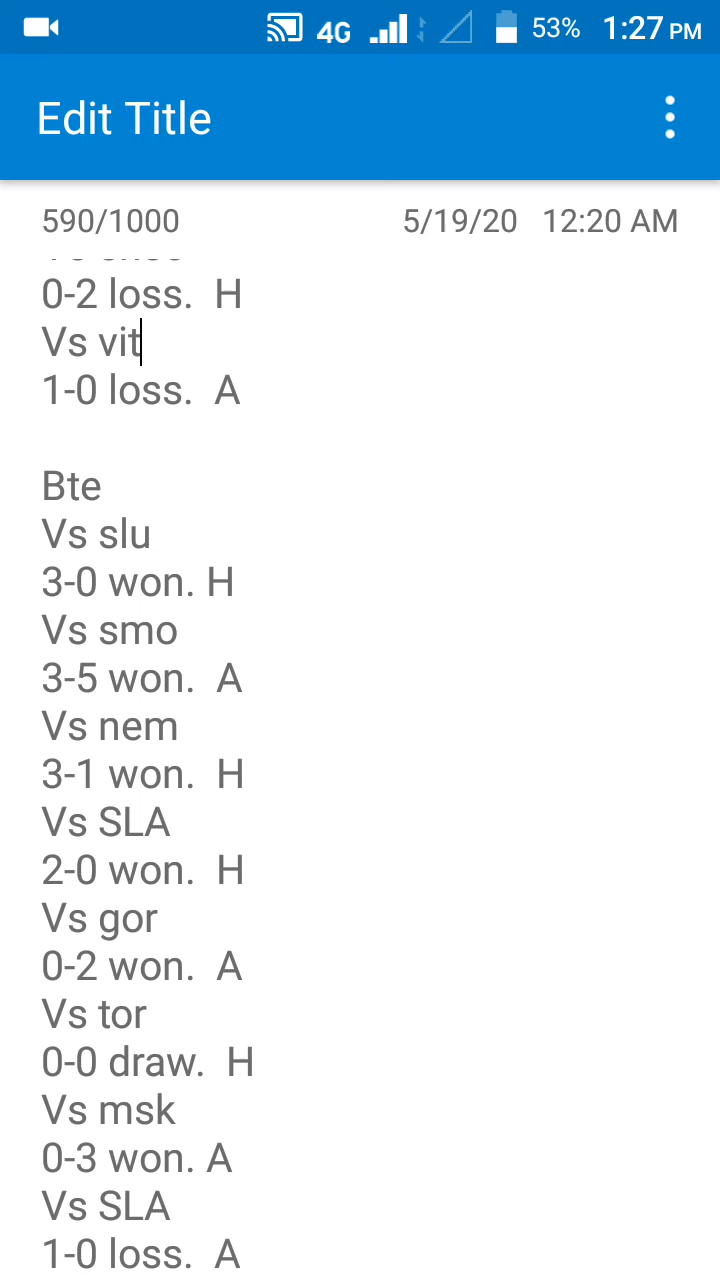 4G 53% 1:27 PM
Edit Title
590/1000 5/19/20 12:20 AM
0-2 loss. H
Vs vit
1-0 loss. A
Bte
Vs slu
3-0 won. H
Vs smo
3-5 won. A
Vs nem
3-1 won. H
Vs SLA
2-0 won. H
Vs gor
0-2 won. A
Vs tor
0-0 draw. H
Vs msk
0-3 won. A
Vs SLA
1-0 loss. A